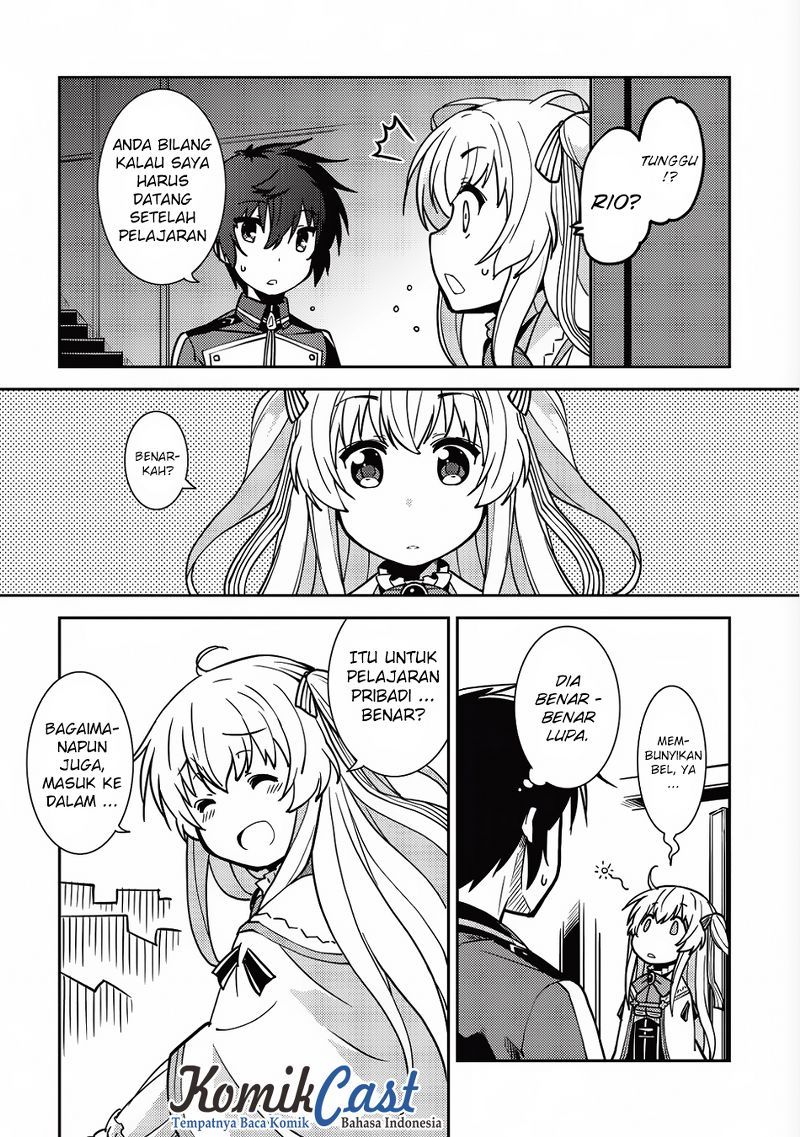 TUNGGU
!?
RIO?
ANDA BILANG
KALAU SAYA
HARUS
DATANG
SETELAH
PELAJARAN
BENAR-
KAH?
MEM-
BUNYIKAN
BEL, YA
...
DIA
BENAR -
BENAR
LUPA.
ITU UNTUK
PELAJARAN
PRIBADI ...
BENAR?
BAGAIMA-
NAPUN
JUGA,
MASUK KE
DALAM ...
KomikCast
Tempatnya Baca Komik Bahasa Indonesia